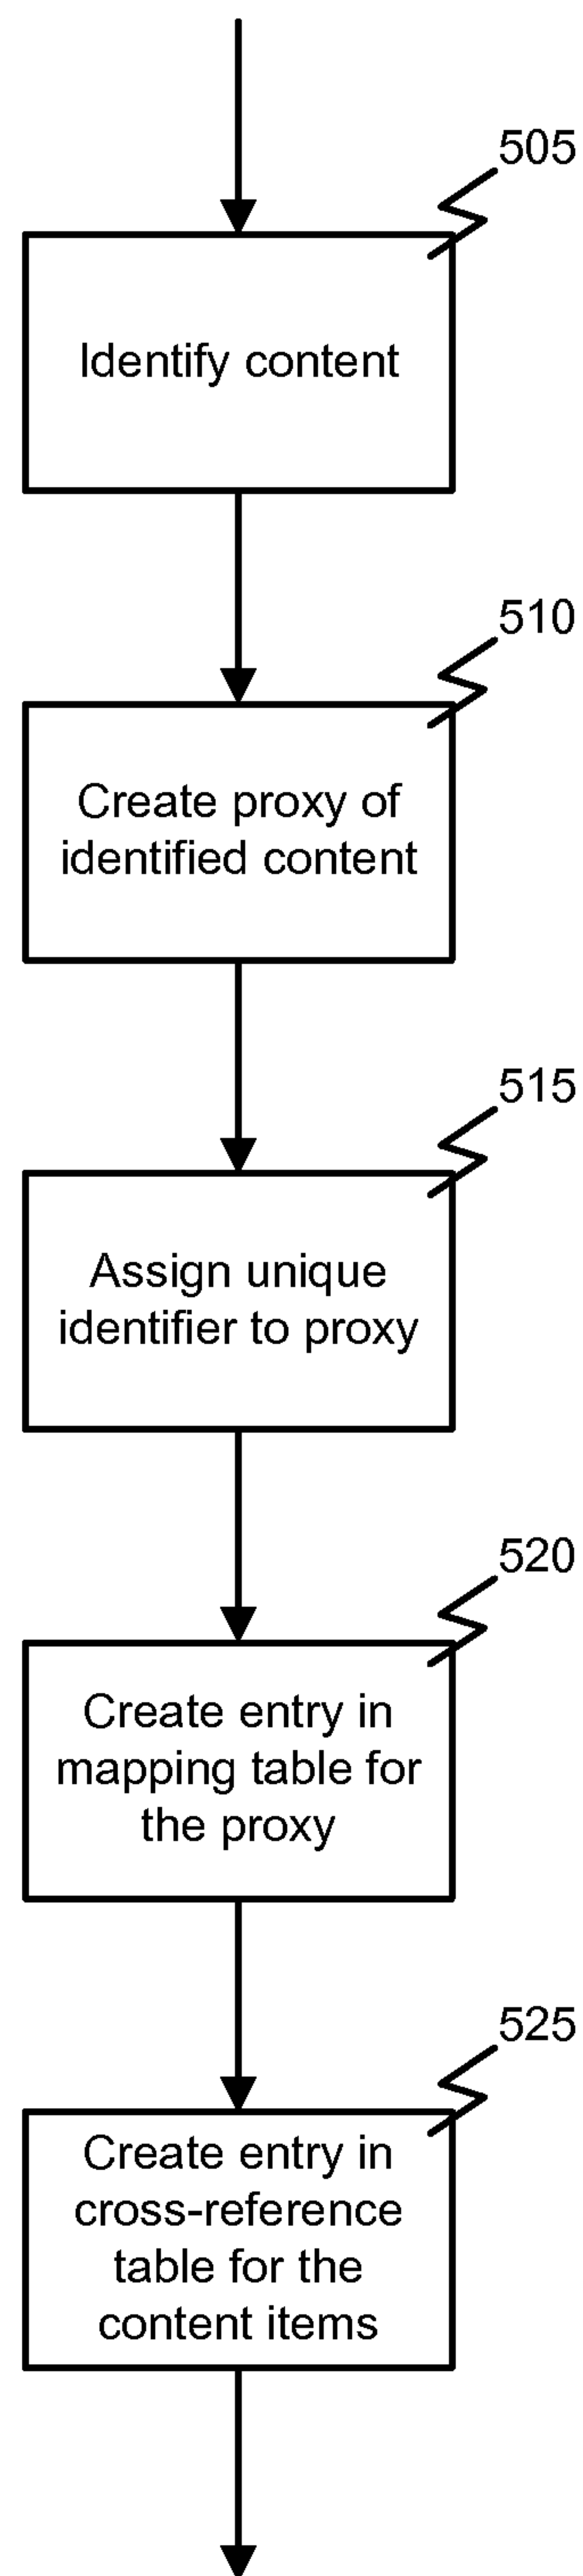 505
Identify content
510
Create proxy of
identified content
515
Assign unique
identifier to proxy
520
Create entry in
mapping table for
the proxy
525
Create entry in
cross-reference
table for the
content items